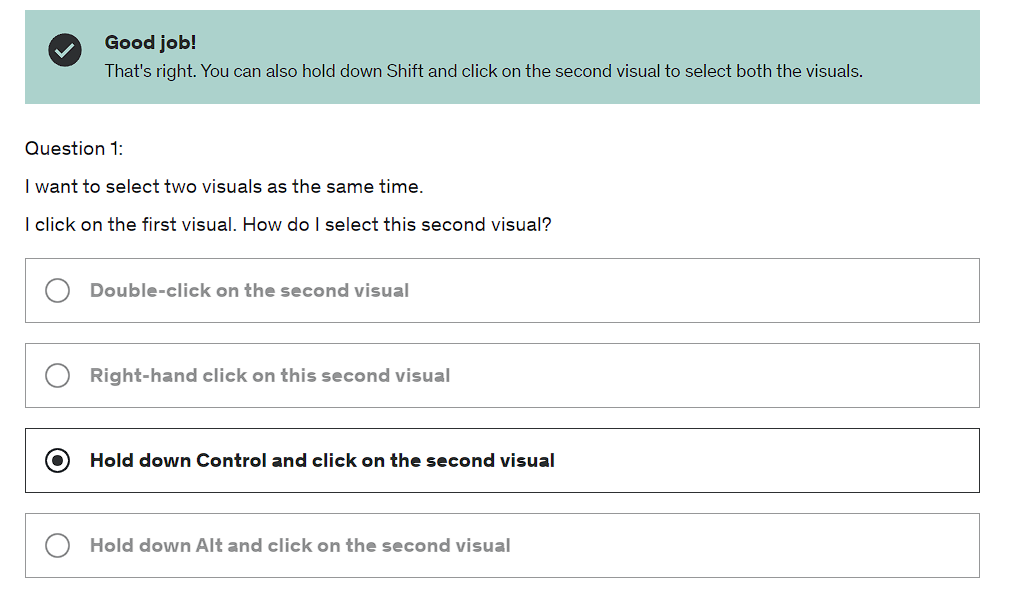 Good job!
That's right. You can also hold down Shift and click on the second visual to select both the visuals.
Question 1:
I want to select two visuals as the same time.
I click on the first visual. How do I select this second visual?
Double-click on the second visual
Right-hand click on this second visual
Hold down Control and click on the second visual
Hold down Alt and click on the second visual